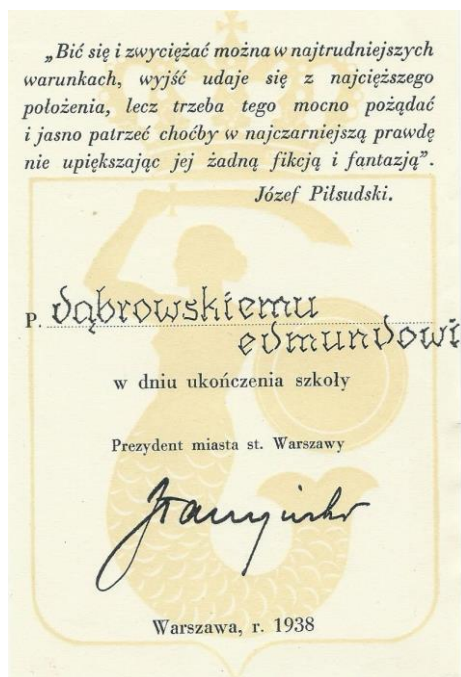 „Bić się i zwyciężać można w najtrudniejszych
warunkach, wyjść udaje się z najcięższego
położenia, lecz trzeba tego mocno pożądać
i jasno patrzeć choćby w najczarniejszą prawdę
nie upiększając jej żadną fikcją i fantazją”.
Józef Piłsudski.
P. dąbrowskiemu
edmundowi
w dniu ukończenia szkoły
Prezydent miasta st. Warszawy
Starzyński
Warszawa, r. 1938